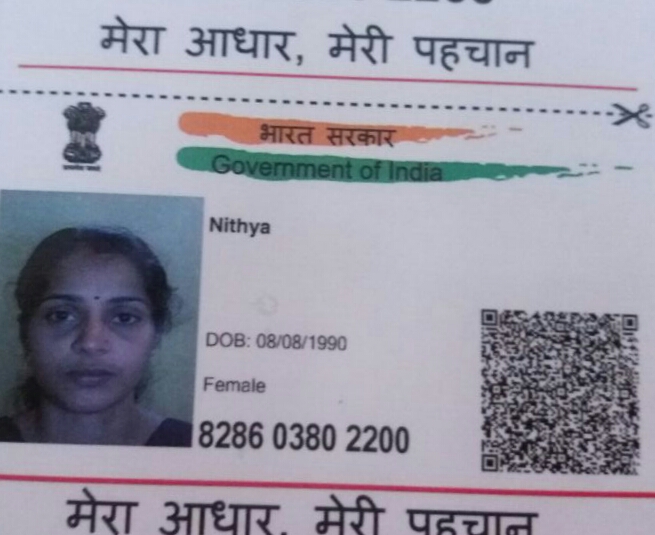 मेरा आधार, मेरी पहचान
भारत सरकार
Government of India
Nithya
DOB: 08/08/1990
Female
8286 0380 2200
मेरा आधार, मेरी पहचान